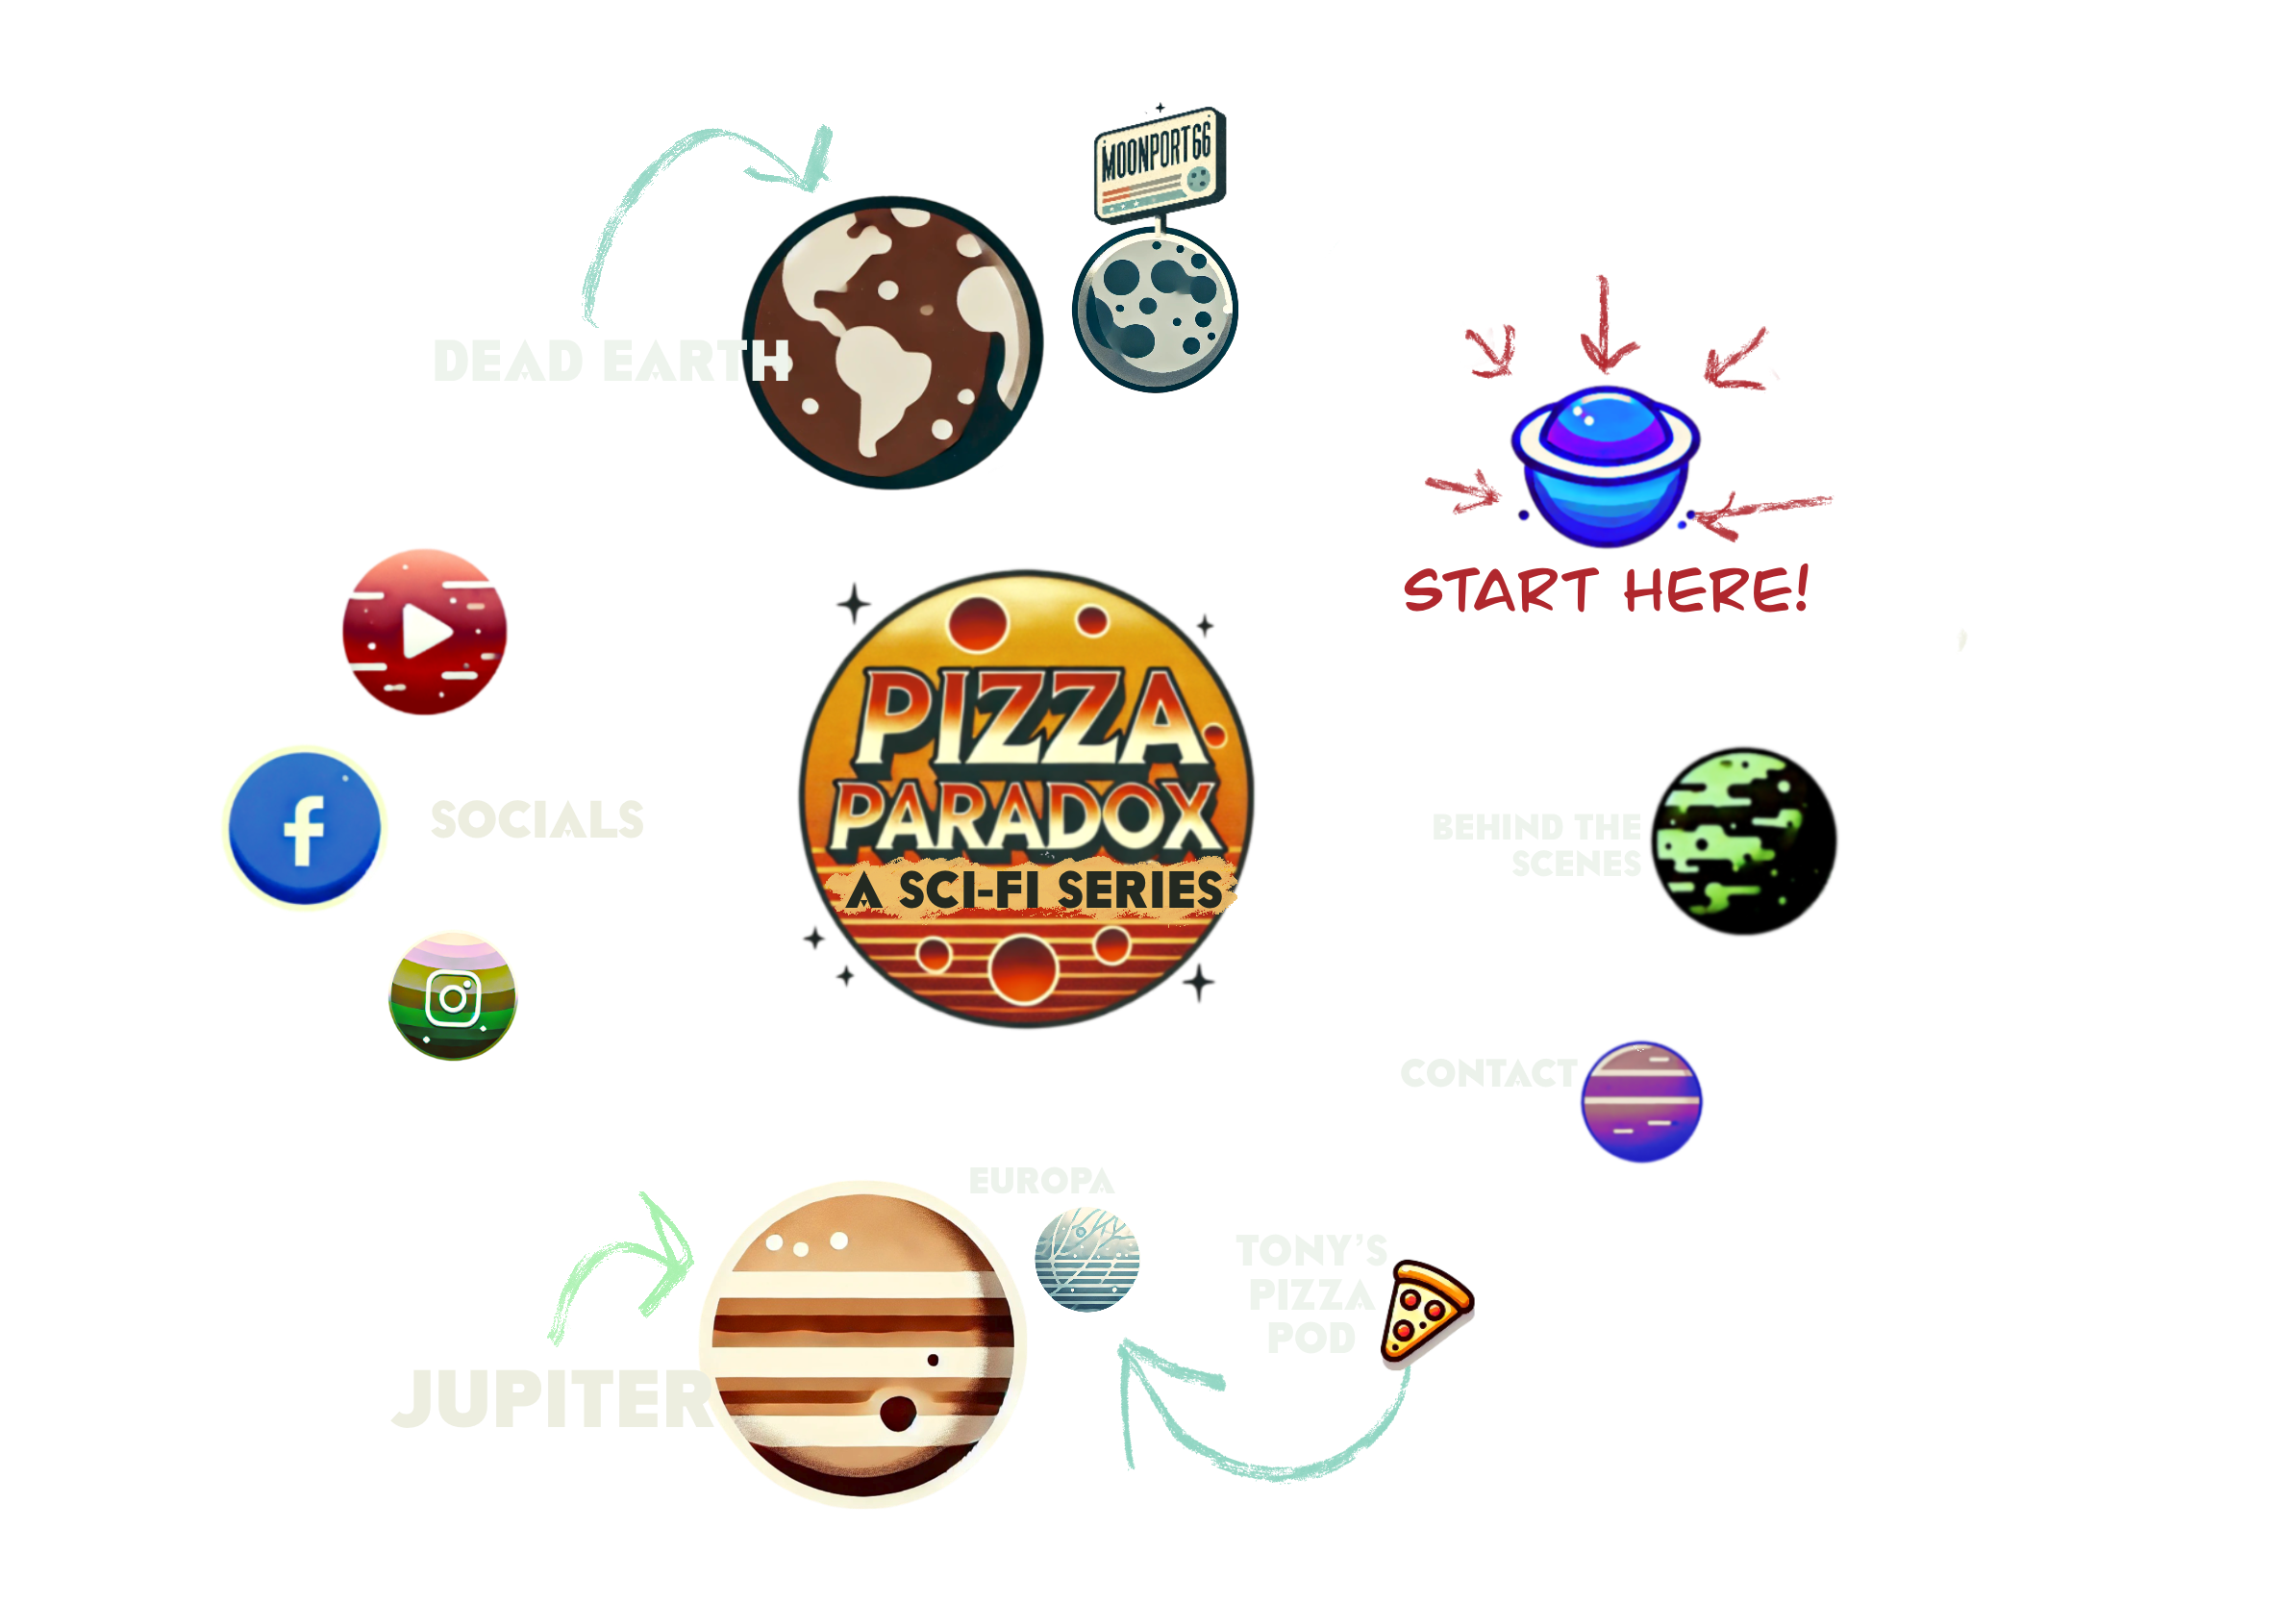 MOONPORT66
DEAD EARTH
START HERE!
PIZZA
PARADOX
A SCI-FI SERIES
SOCIALS
f
BEHIND THE
SCENES
CONTACT
EUROPA
TONY'S
PIZZA
POD
JUPITER